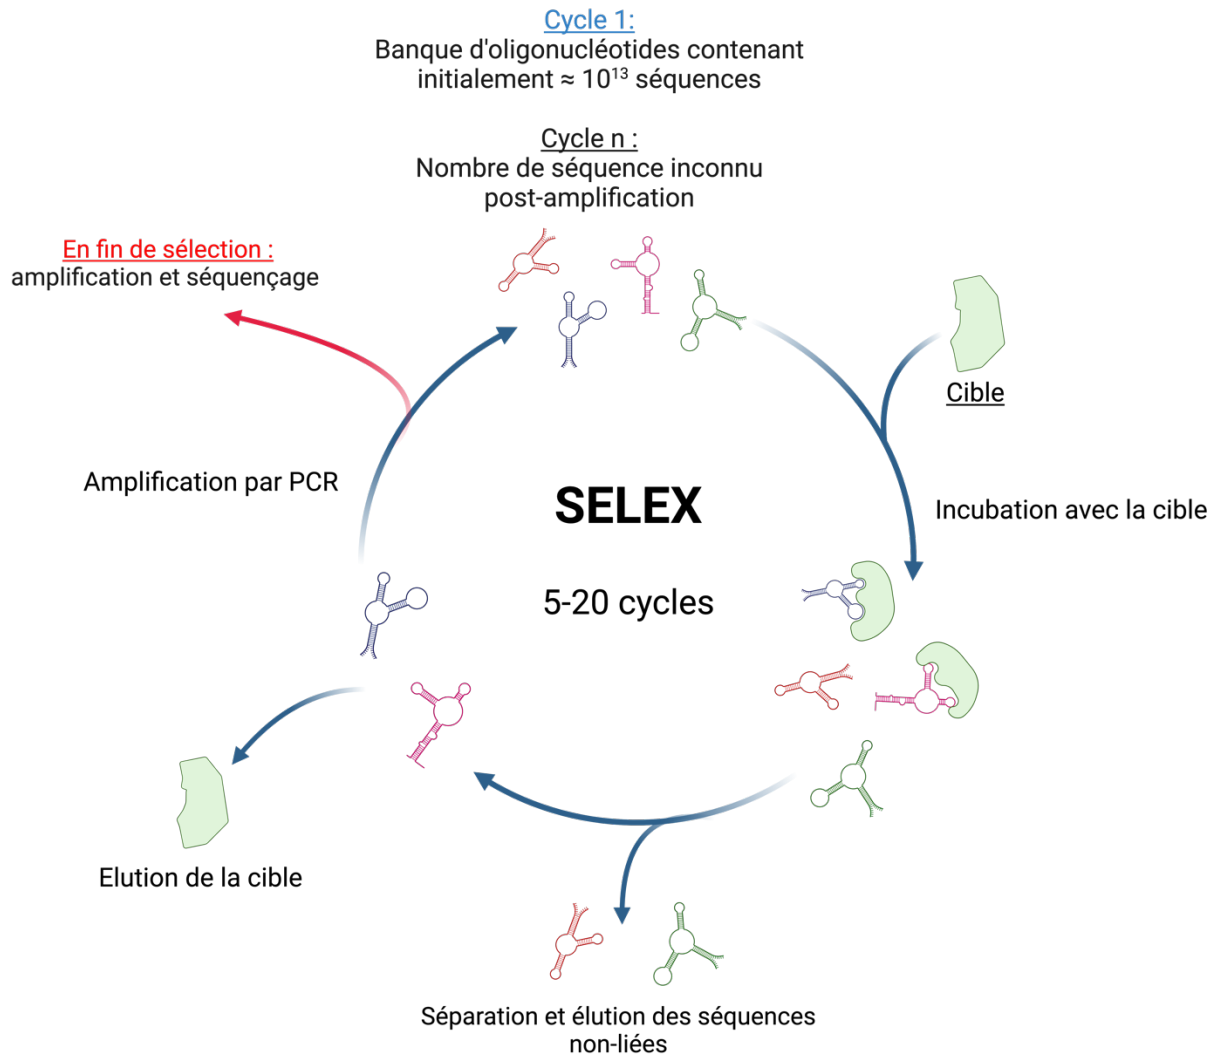 Cycle 1:
Banque d'oligonucléotides contenant
initialement ≈ 10¹³ séquences
Cycle n :
Nombre de séquence inconnu
post-amplification
En fin de sélection :
amplification et séquençage
Cible
Amplification par PCR
SELEX
Incubation avec la cible
5-20 cycles
Elution de la cible
Séparation et élution des séquences
non-liées